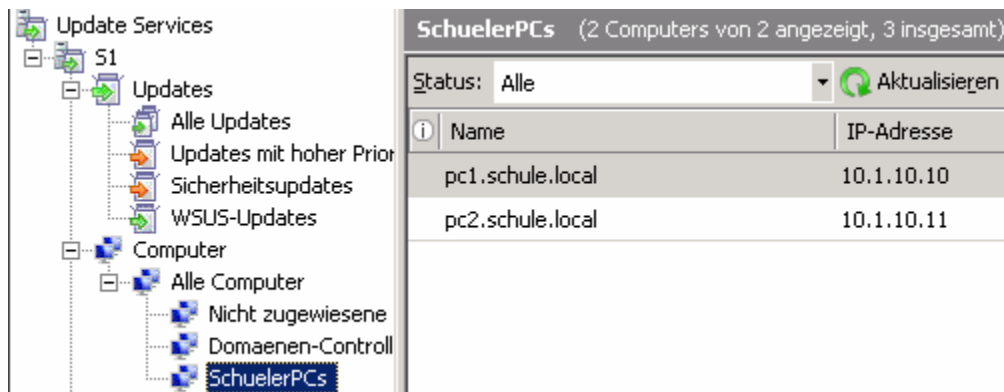 Update Services
S1
Updates
Alle Updates
Updates mit hoher Prior
Sicherheitsupdates
WSUS-Updates
Computer
Alle Computer
Nicht zugewiesene
Domaenen-Controll
SchuelerPCs
SchuelerPCs (2 Computers von 2 angezeigt, 3 insgesamt)
Status: Alle Aktualisieren
Name IP-Adresse
pc1.schule.local 10.1.10.10
pc2.schule.local 10.1.10.11